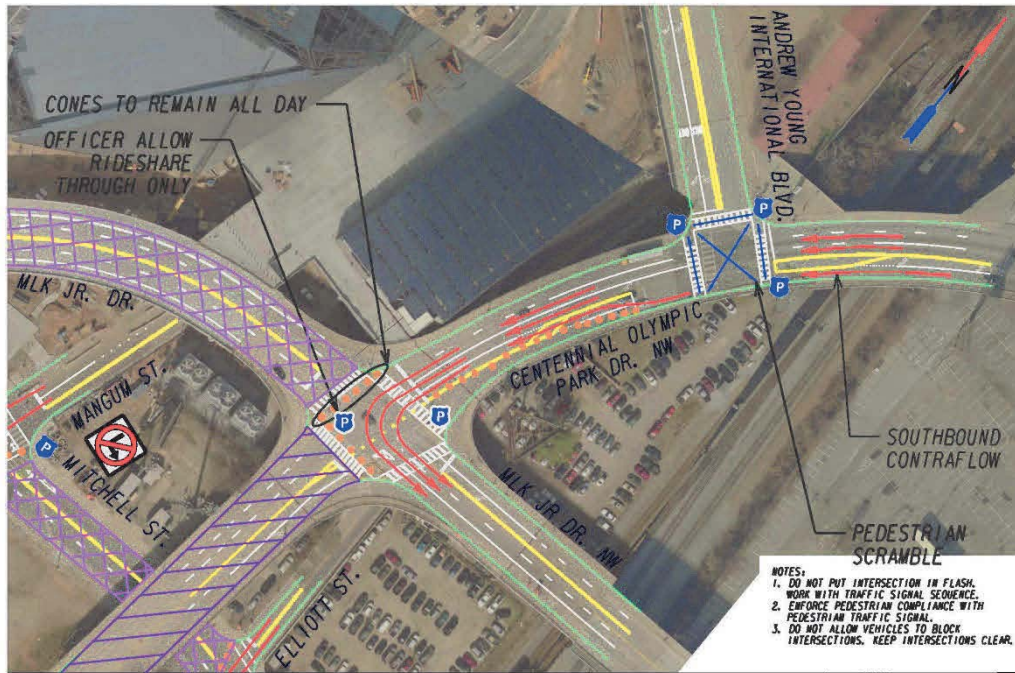 ANDREW YOUNG
INTERNATIONAL BLVD.
N
CONES TO REMAIN ALL DAY
OFFICER ALLOW
RIDESHARE
THROUGH ONLY
P
P
P
P
MLK JR. DR.
CENTENNIAL OLYMPIC
PARK DR. NW
MANGUM ST.
P
P
P
MITCHELL ST.
SOUTHBOUND
CONTRAFLOW
MLK JR DR. NW
PEDESTRIAN
SCRAMBLE
ELLIOTT ST.
NOTES:
1. DO NOT PUT INTERSECTION IN FLASH.
WORK WITH TRAFFIC SIGNAL SEQUENCE.
2. ENFORCE PEDESTRIAN COMPLIANCE WITH
PEDESTRIAN TRAFFIC SIGNAL.
3. DO NOT ALLOW VEHICLES TO BLOCK
INTERSECTIONS. KEEP INTERSECTIONS CLEAR.